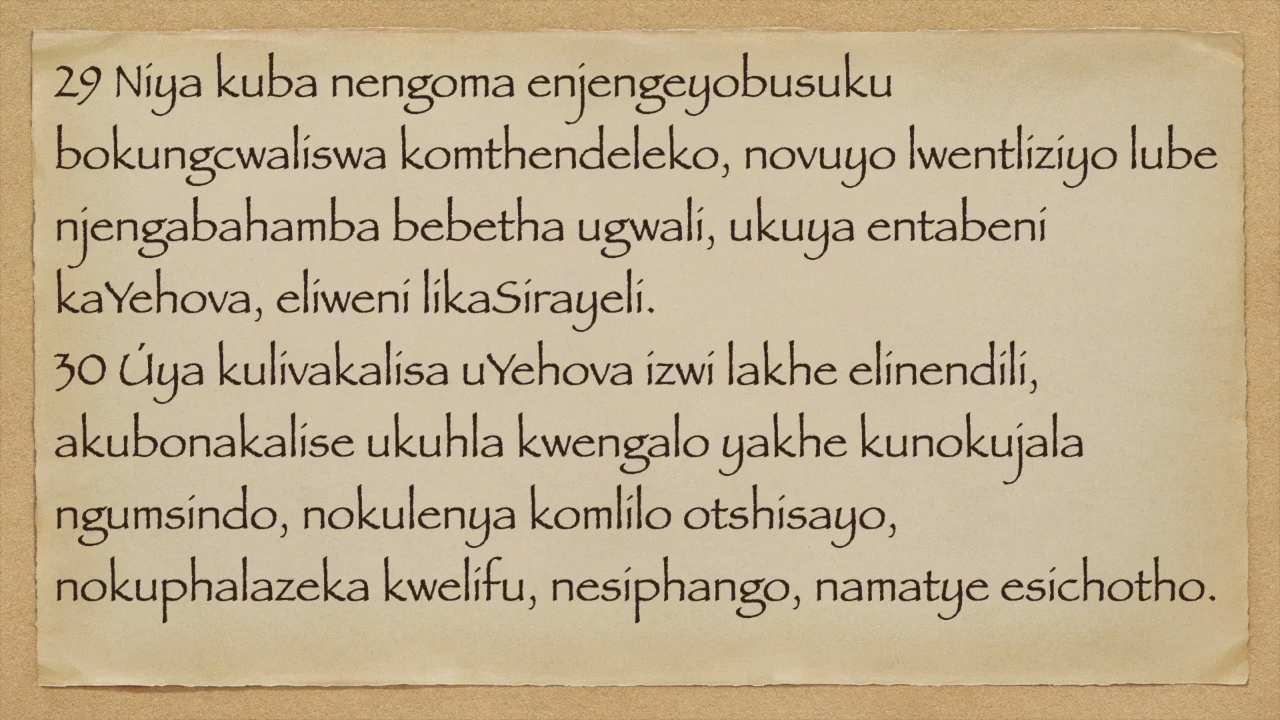 29 Niya kuba nengoma enjengeyobusuku
bokungcwaliswa komthendeleko, novuyo lwentliziyo lube
njengabahamba bebetha ugwali, ukuya entabeni
kaYehova, eliweni likaSirayeli.
30 Úya kulivakalisa uYehova izwi lakhe elinendili,
akubonakalise ukuhla kwengalo yakhe kunokujala
ngumsindo, nokulenya komlilo otshisayo,
nokuphalazeka kwelifu, nesiphango, namatye esichotho.